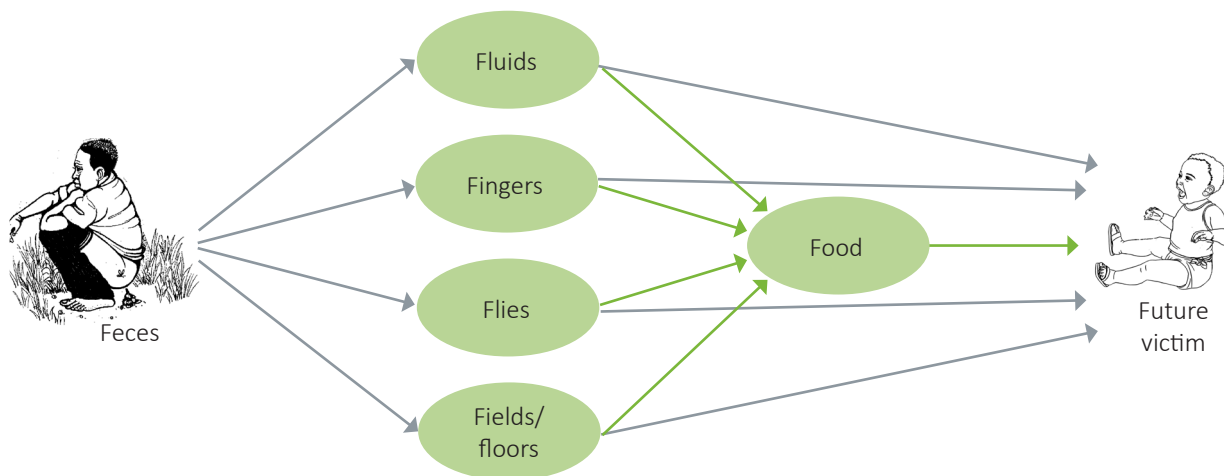 Fluids
Fingers
Food
Flies
Feces
Future
victim
Fields/
floors